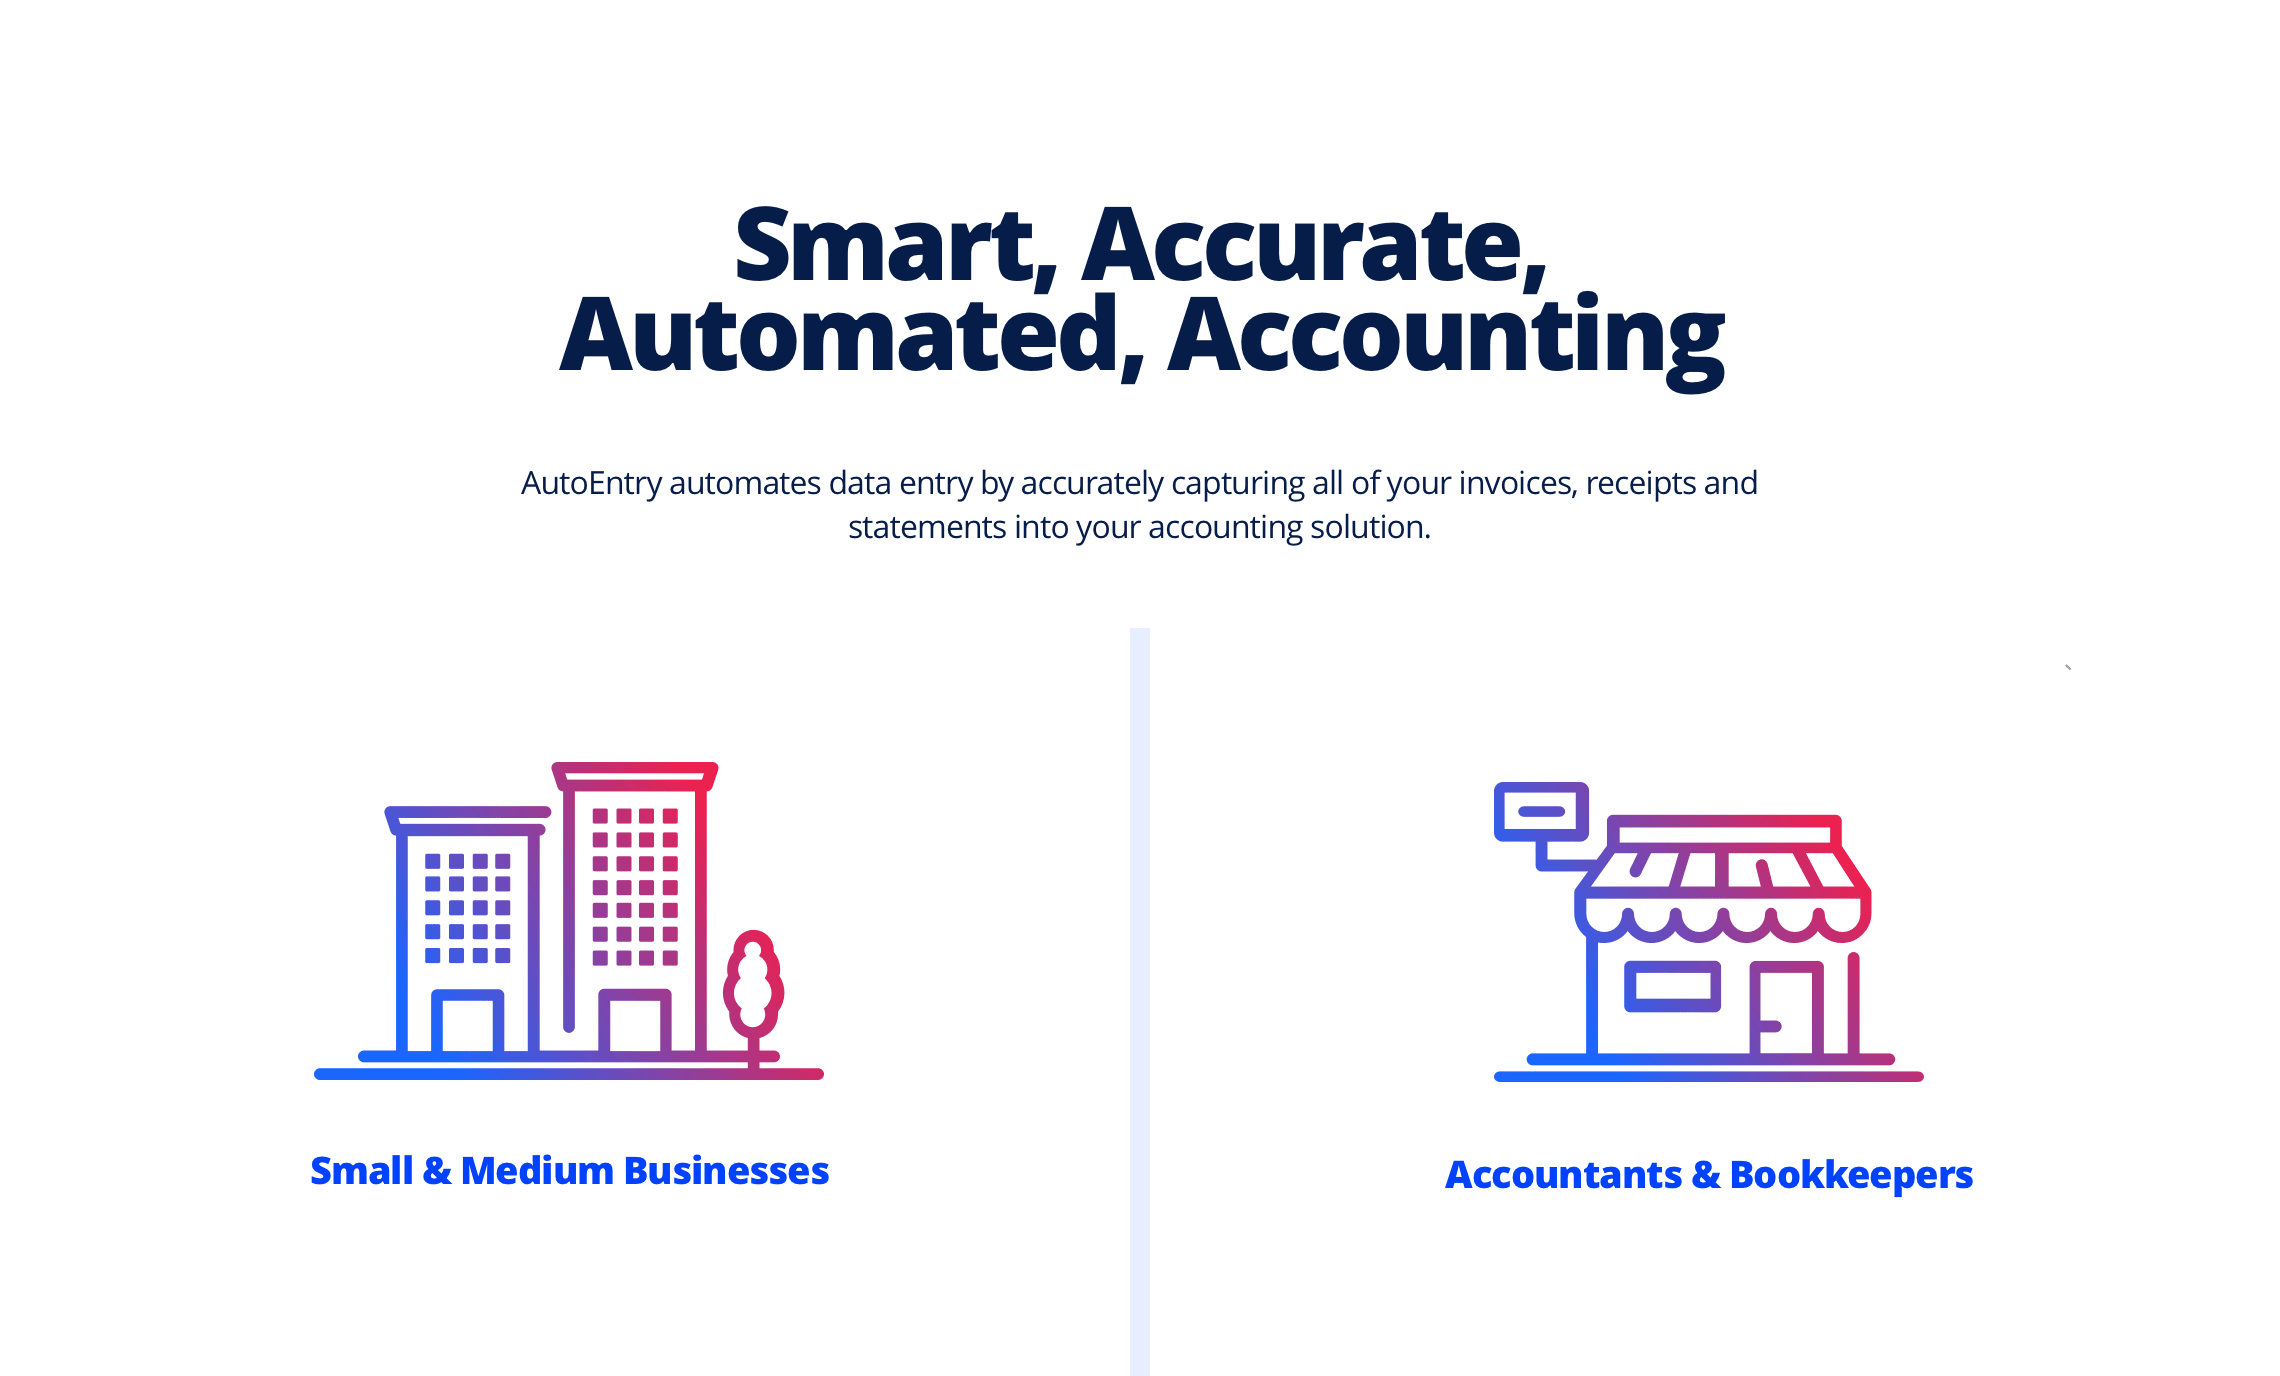 Smart, Accurate,
Automated, Accounting
AutoEntry automates data entry by accurately capturing all of your invoices, receipts and
statements into your accounting solution.
`
Small & Medium Businesses
Accountants & Bookkeepers